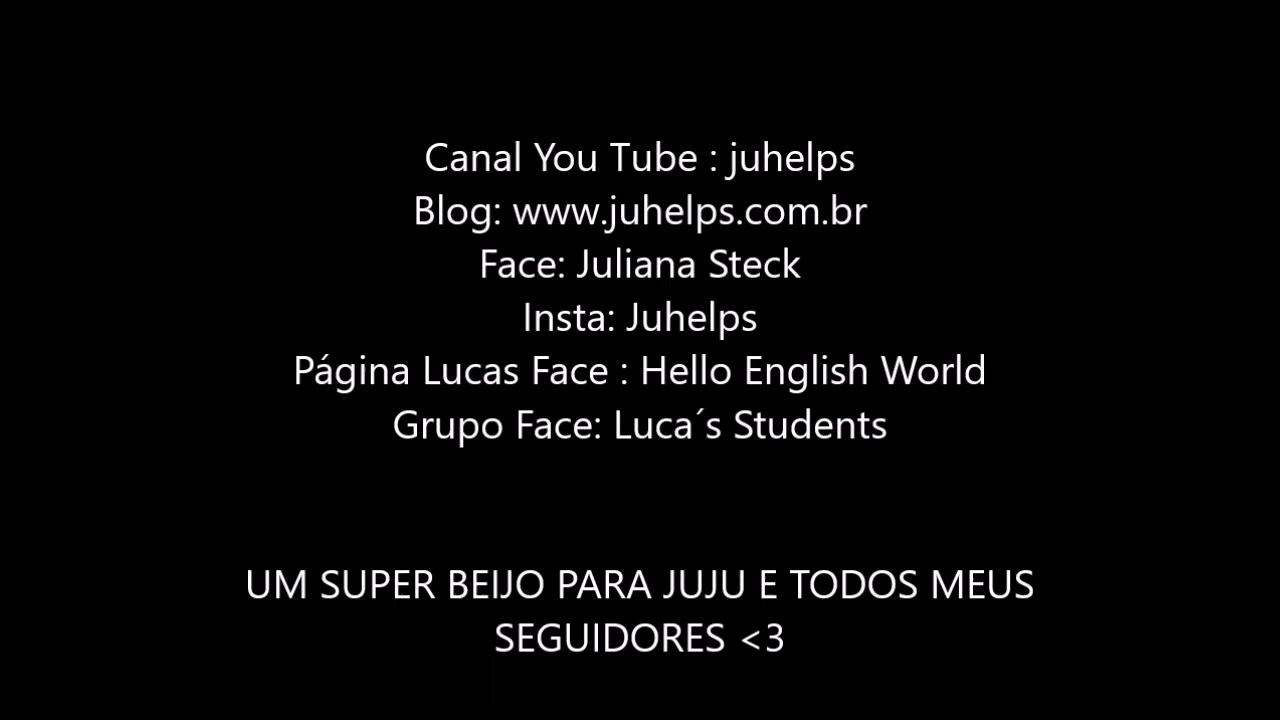 Canal You Tube : juhelps
Blog: www.juhelps.com.br
Face: Juliana Steck
Insta: Juhelps
Página Lucas Face : Hello English World
Grupo Face: Luca´s Students
UM SUPER BEIJO PARA JUJU E TODOS MEUS
SEGUIDORES <3